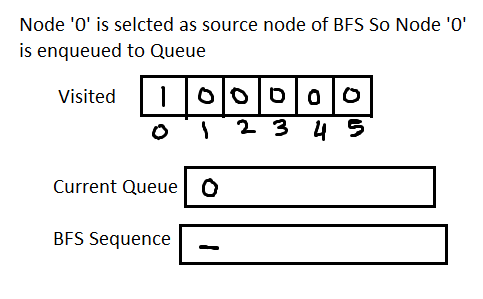 Node '0' is selcted as source node of BFS So Node '0'
is enqueued to Queue
Visited 1 0 0 0 0 0
0 1 2 3 4 5
Current Queue 0
BFS Sequence –